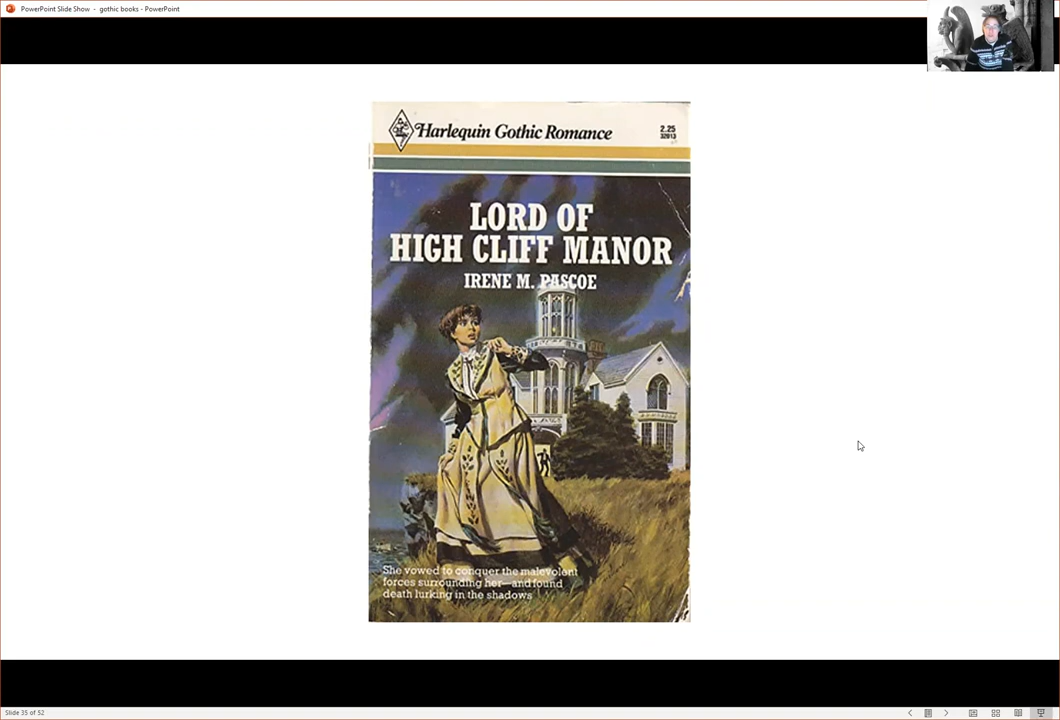 PowerPoint Slide Show - gothic books - PowerPoint
Harlequin Gothic Romance
2.25
32013
LORD OF
HIGH CLIFF MANOR
IRENE M. PASCOE
She vowed to conquer the malevolent
forces surrounding her—and found
death lurking in the shadows
Slide 35 of 52